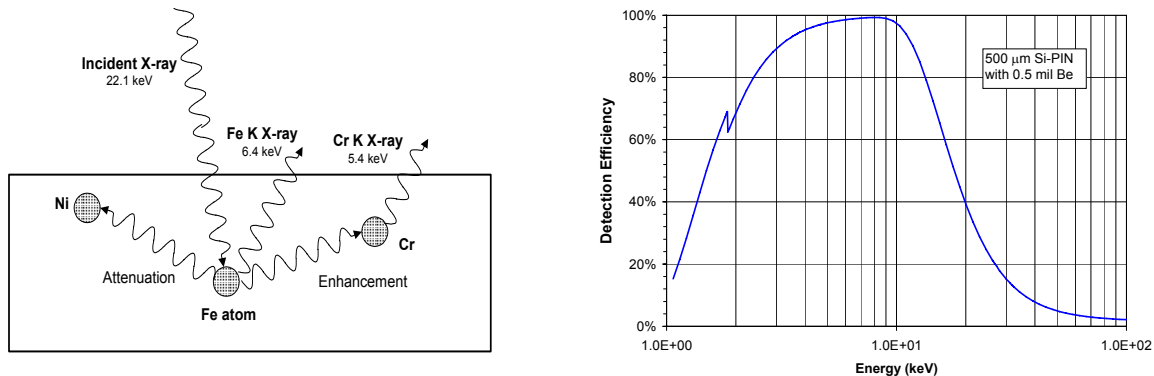 Incident X-ray
22.1 keV
Fe K X-ray
6.4 keV
Cr K X-ray
5.4 keV
Ni
Cr
Attenuation
Enhancement
Fe atom
100%
80%
60%
40%
20%
0%
Detection Efficiency
500 μm Si-PIN
with 0.5 mil Be
1.0E+00
1.0E+01
1.0E+02
Energy (keV)